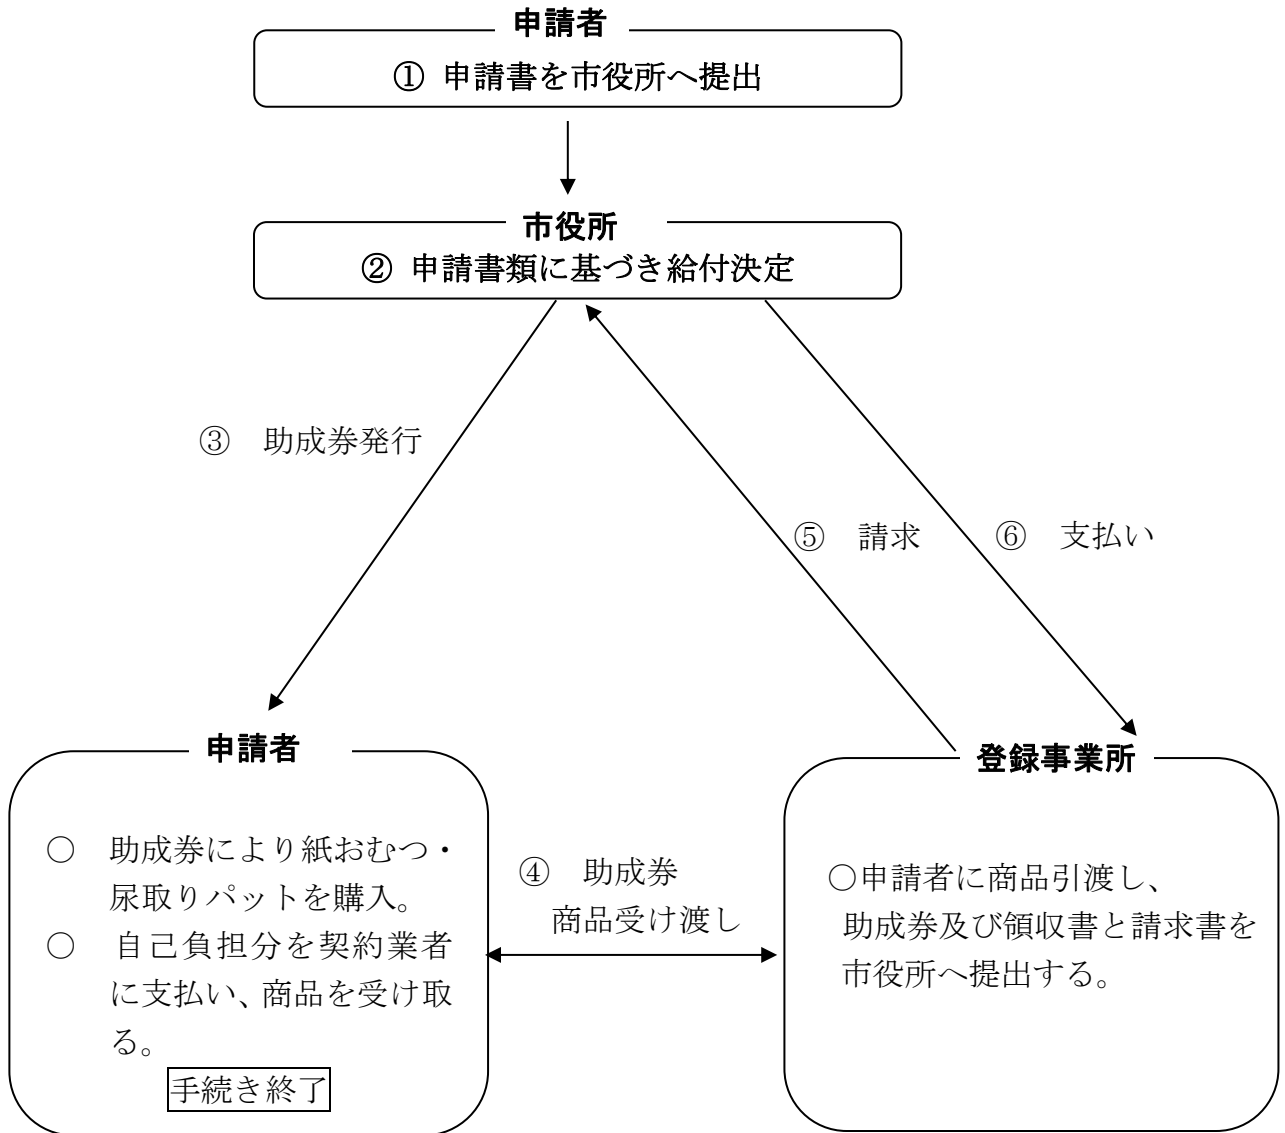 申請者
① 申請書を市役所へ提出
市役所
② 申請書類に基づき給付決定
③ 助成券発行
⑤ 請求
⑥ 支払い
申請者
○ 助成券により紙おむつ・
尿取りパットを購入。
○ 自己負担分を契約業者
に支払い、商品を受け取
る。
手続き終了
④ 助成券
商品受け渡し
登録事業所
○申請者に商品引渡し、
助成券及び領収書と請求書を
市役所へ提出する。